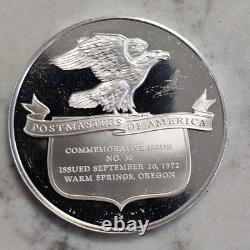 POSTMASTERS OF AMERICA
COMMEMORATIVE ISSUE
NO. 30
ISSUED SEPTEMBER 20, 1972
WARM SPRINGS, OREGON